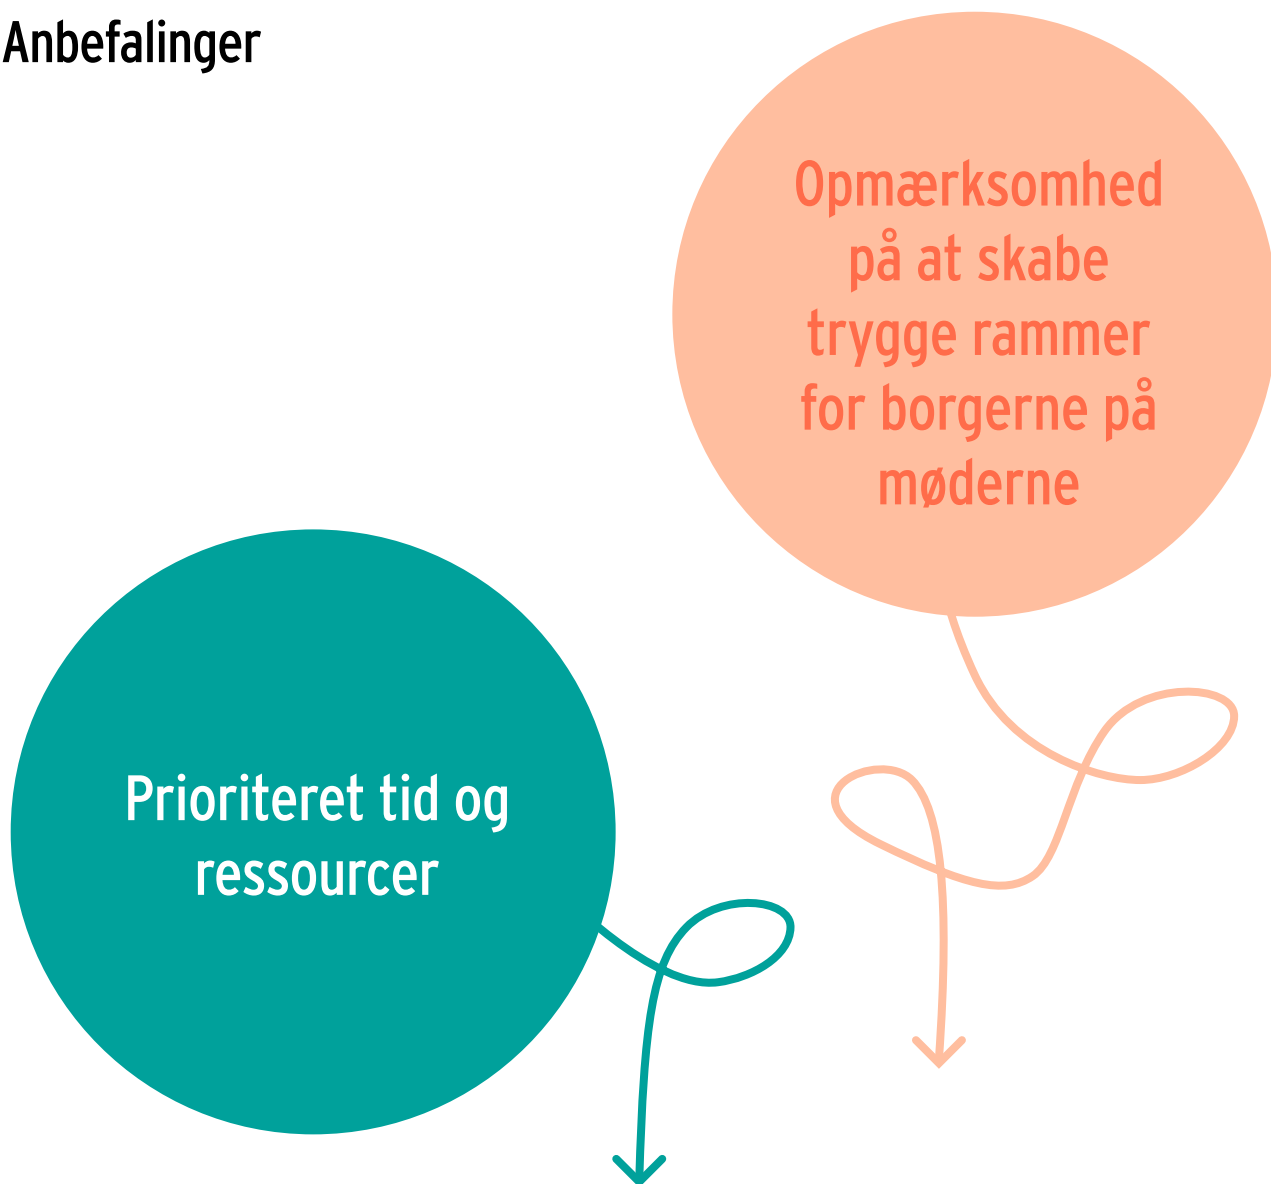 Anbefalinger
Opmærksomhed
på at skabe
trygge rammer
for borgerne på
møderne
Prioriteret tid og
ressourcer